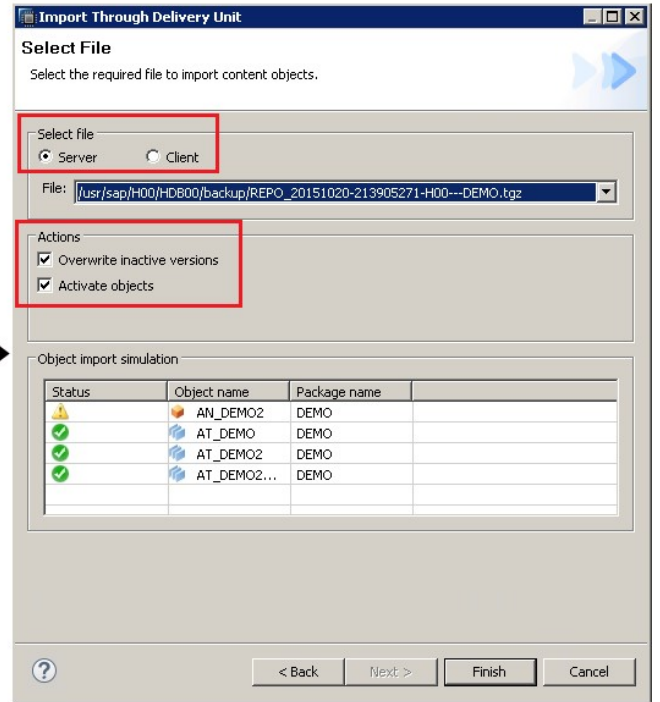 Import Through Delivery Unit
Select File
Select the required file to import content objects.
Select file
Server Client
File: /usr/sap/H00/HDB00/backup/REPO_20151020-213905271-H00---DEMO.tgz
Actions
Overwrite inactive versions
Activate objects
Object import simulation
Status Object name Package name
AN_DEMO2 DEMO
AT_DEMO DEMO
AT_DEMO2 DEMO
AT_DEMO2... DEMO
? < Back Next > Finish Cancel